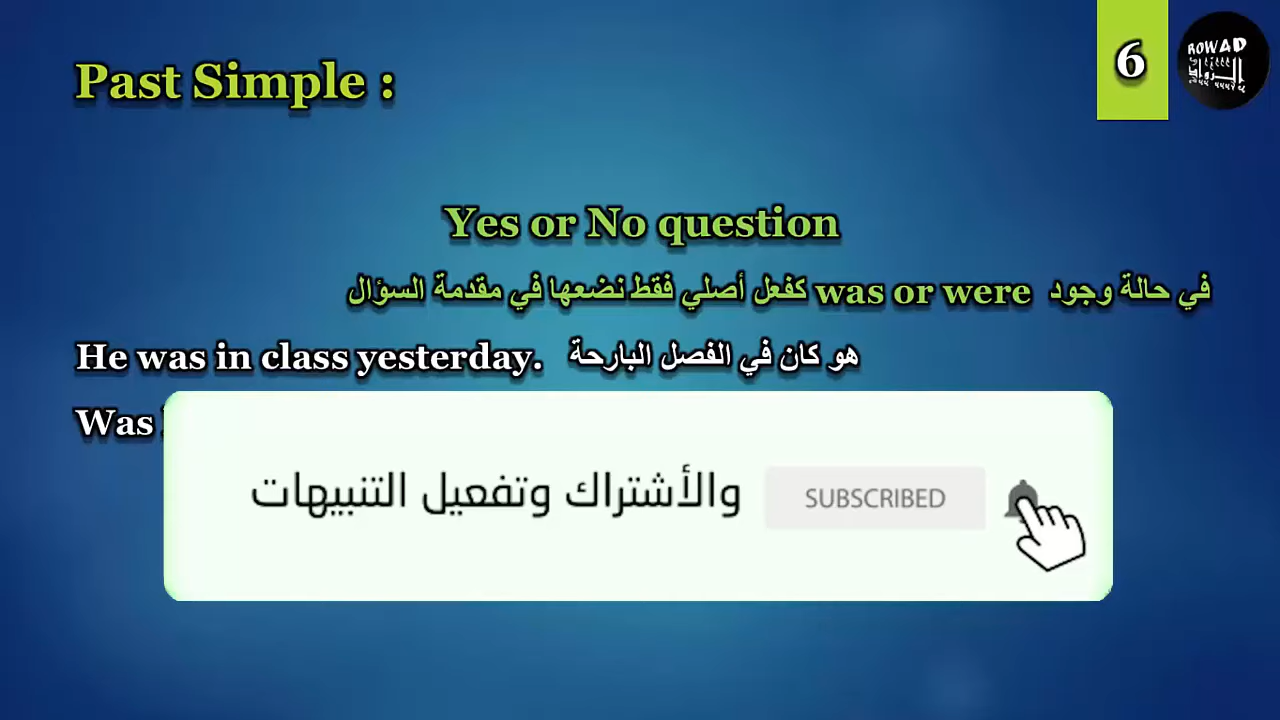 Past Simple :
6
ROWAD
الرواد
Yes or No question
في حالة وجود was or were كفعل أصلي فقط نضعها في مقدمة السؤال
He was in class yesterday. هو كان في الفصل البارحة
Was
والأشتراك وتفعيل التنبيهات SUBSCRIBED